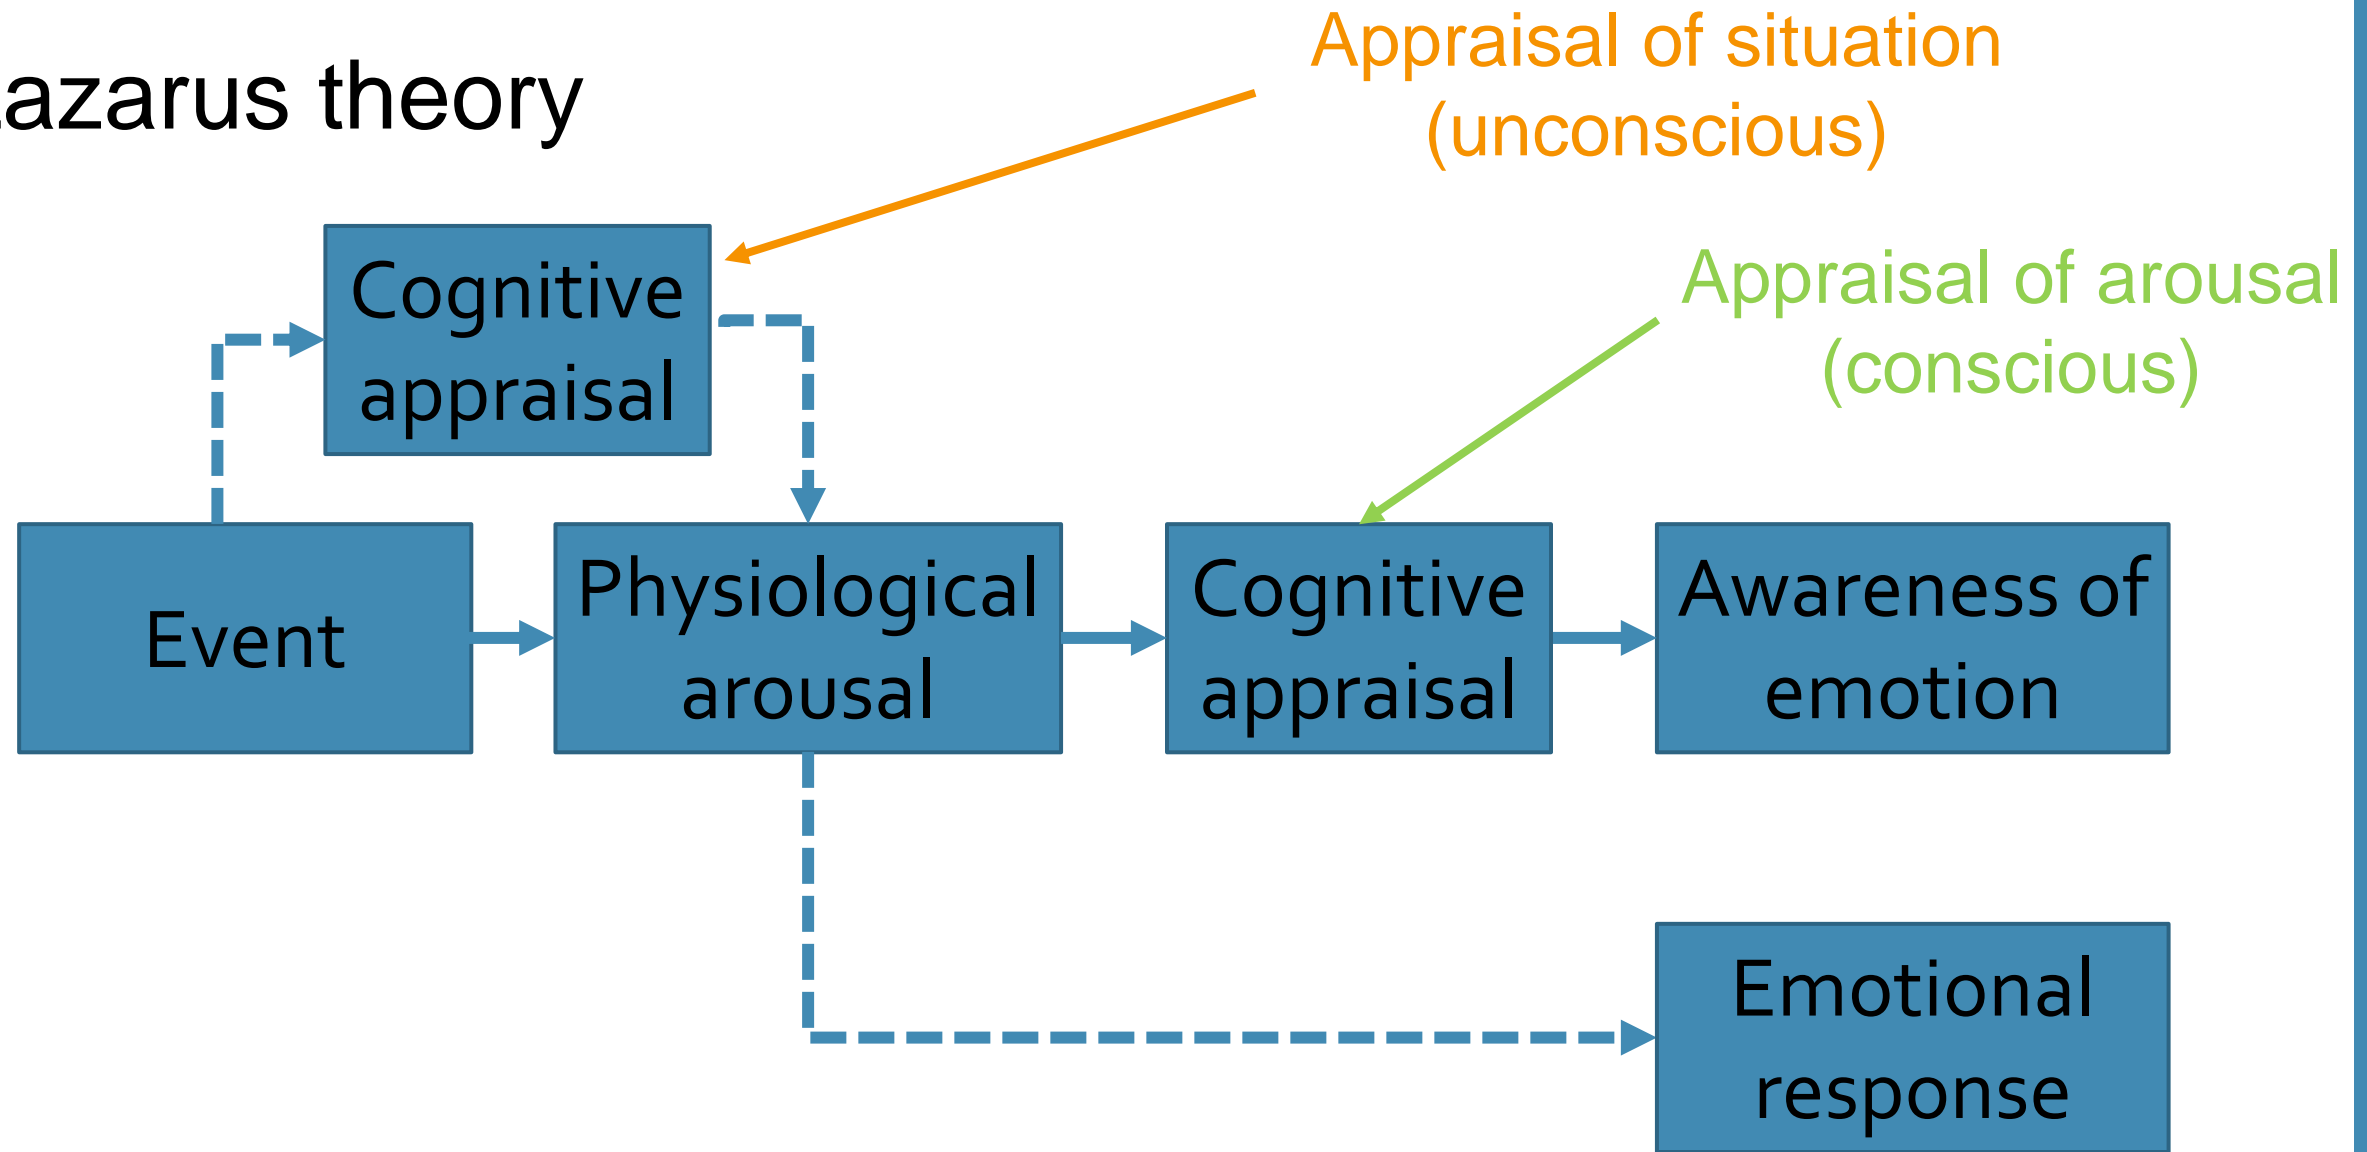 azarus theory
Appraisal of situation
(unconscious)
Appraisal of arousal
(conscious)
Cognitive
appraisal
Event
Physiological
arousal
Cognitive
appraisal
Awareness of
emotion
Emotional
response